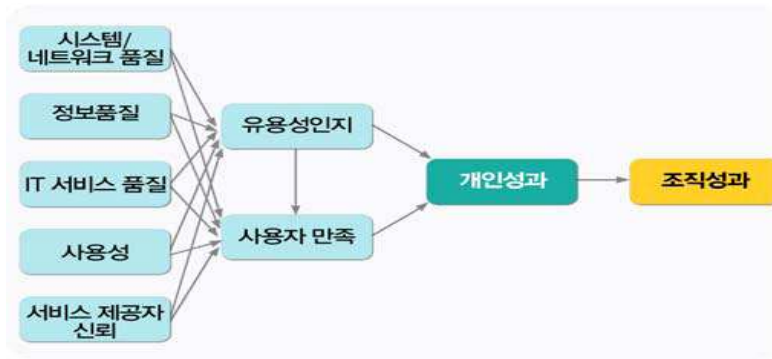 시스템/
네트워크 품질
정보품질
IT 서비스 품질
사용성
서비스 제공자
신뢰
유용성인지
사용자 만족
개인성과
조직성과